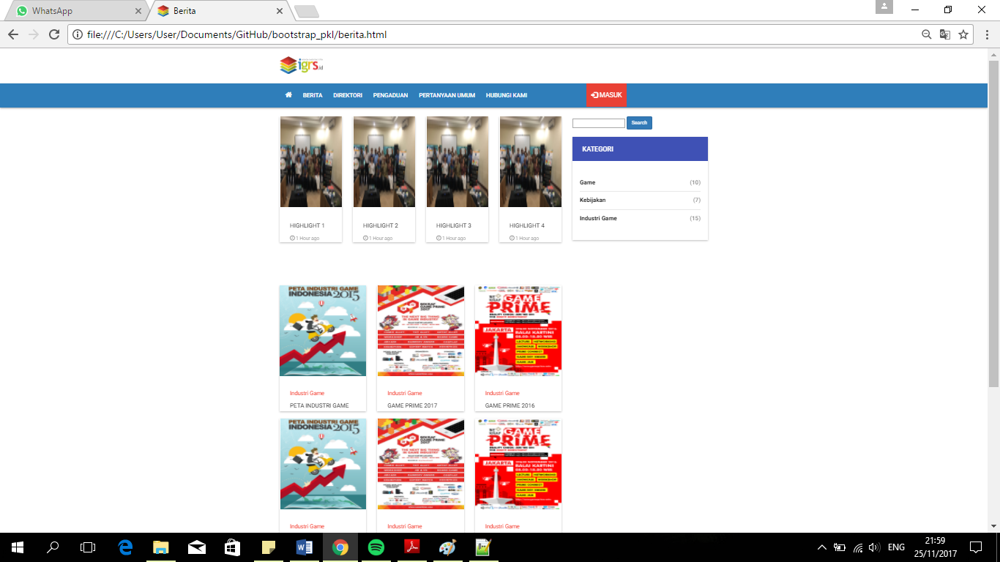 WhatsApp
Berita
file:///C:/Users/User/Documents/GitHub/bootstrap_pkl/berita.html
igrs.id
BERITA DIREKTORI PENGADUAN PERTANYAAN UMUM HUBUNGI KAMI MASUK
Search
KATEGORI
Game (10)
Kebijakan (7)
Industri Game (15)
HIGHLIGHT 1 HIGHLIGHT 2 HIGHLIGHT 3 HIGHLIGHT 4
1 Hour ago 1 Hour ago 1 Hour ago 1 Hour ago
PETA INDUSTRI GAME
INDONESIA 2015
BEKRAF
GAME PRIME
2017
THE NEXT BIG THING
IN GAME INDUSTRY
GAME
PRIME
JAKARTA
BALAI KARTINI
Industri Game Industri Game Industri Game
PETA INDUSTRI GAME GAME PRIME 2017 GAME PRIME 2016
PETA INDUSTRI GAME
INDONESIA 2015
BEKRAF
GAME PRIME
2017
THE NEXT BIG THING
IN GAME INDUSTRY
GAME
PRIME
JAKARTA
BALAI KARTINI
Industri Game Industri Game Industri Game
ENG
21:59
25/11/2017